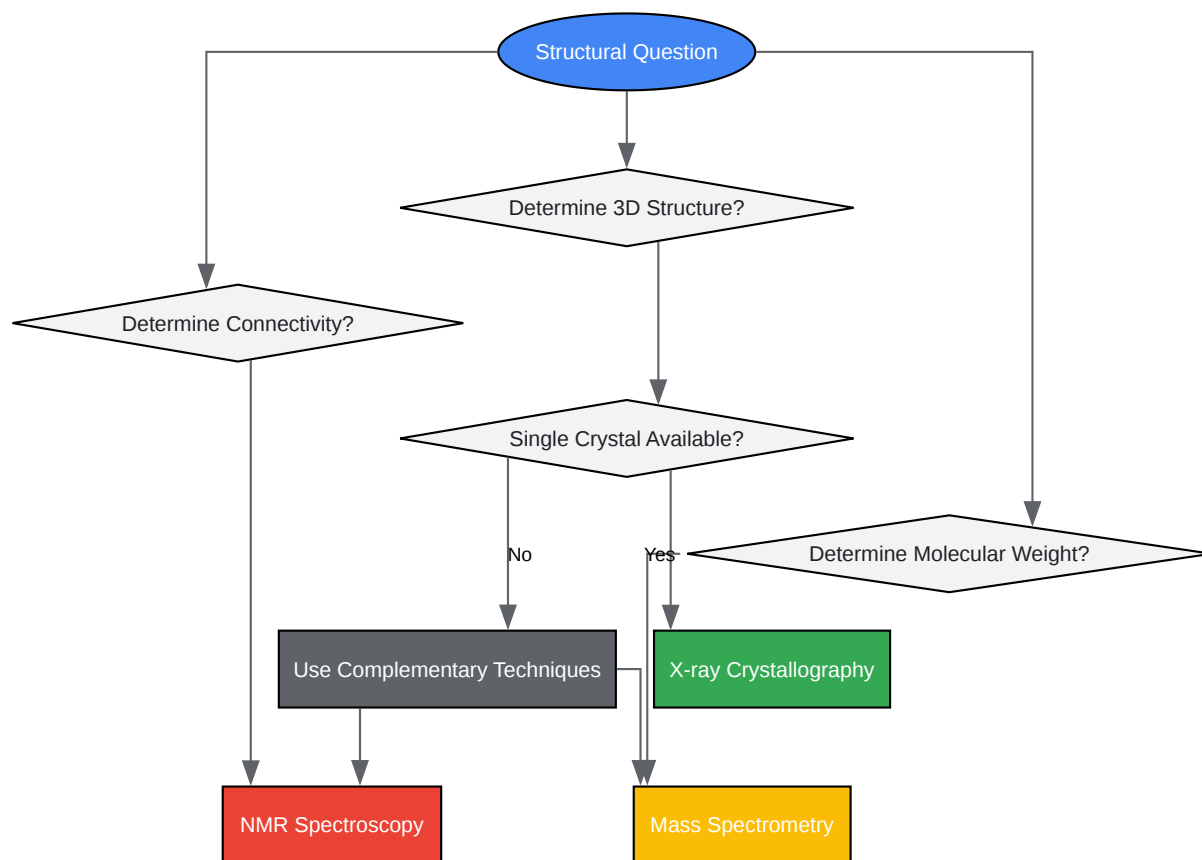 Structural Question
Determine 3D Structure?
Determine Connectivity?
Single Crystal Available?
No
Yes
Determine Molecular Weight?
Use Complementary Techniques
X-ray Crystallography
NMR Spectroscopy
Mass Spectrometry